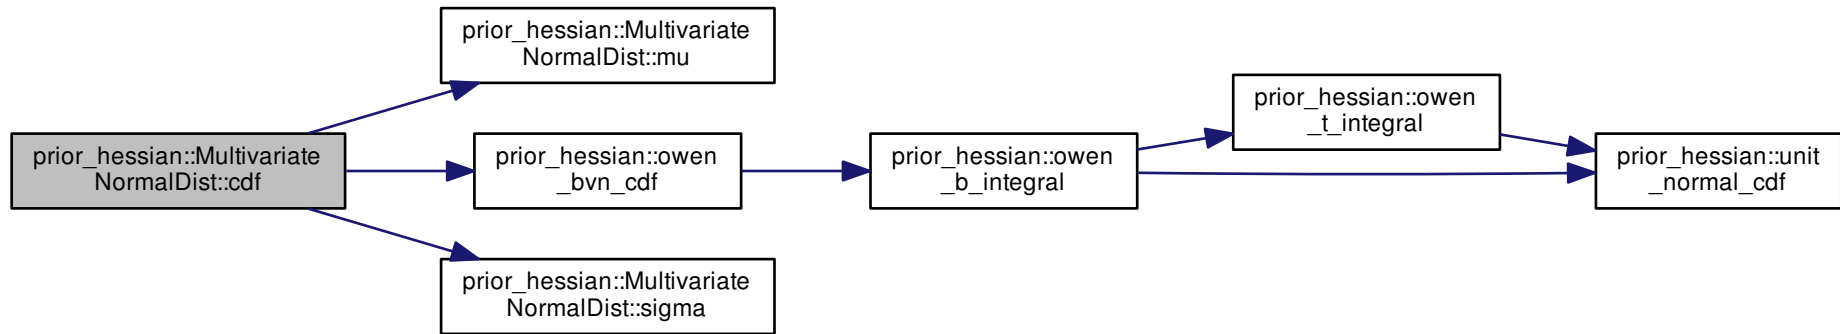 prior_hessian::Multivariate
NormalDist::cdf
prior_hessian::Multivariate
NormalDist::mu
prior_hessian::owen
_bvn_cdf
prior_hessian::Multivariate
NormalDist::sigma
prior_hessian::owen
_b_integral
prior_hessian::owen
_t_integral
prior_hessian::unit
_normal_cdf